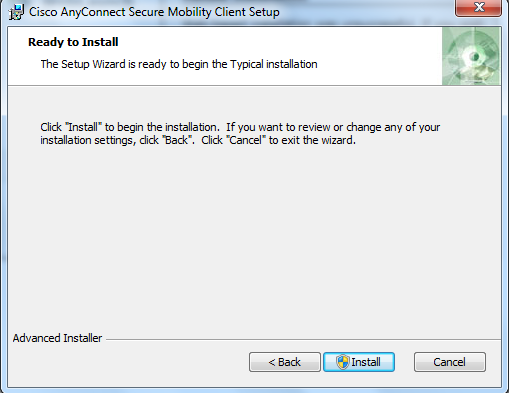 Cisco AnyConnect Secure Mobility Client Setup
Ready to Install
The Setup Wizard is ready to begin the Typical installation
Click "Install" to begin the installation. If you want to review or change any of your
installation settings, click "Back". Click "Cancel" to exit the wizard.
Advanced Installer
< Back
Install
Cancel